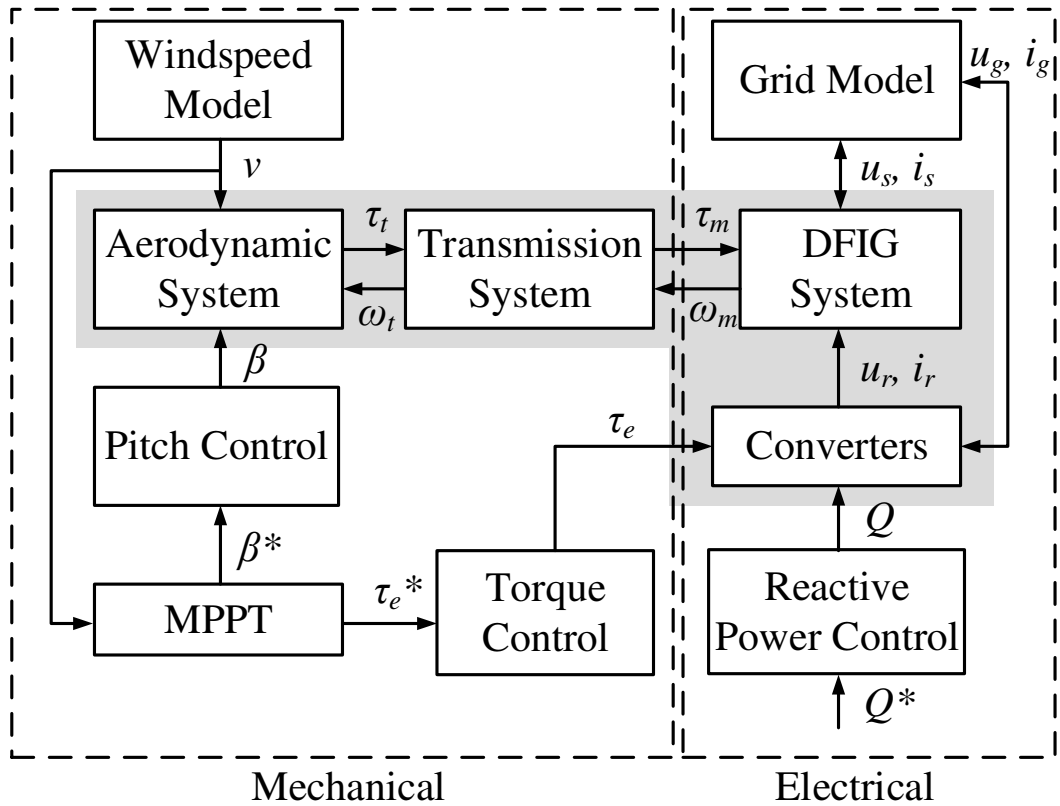 Windspeed
Model
v
Grid Model
u_g, i_g
u_s, i_s
Aerodynamic
System
τ_t
ω_t
Transmission
System
τ_m
ω_m
DFIG
System
β
u_r, i_r
Pitch Control
τ_e
Converters
β*
Q
MPPT
τ_e*
Torque
Control
Reactive
Power Control
Q*
Mechanical
Electrical